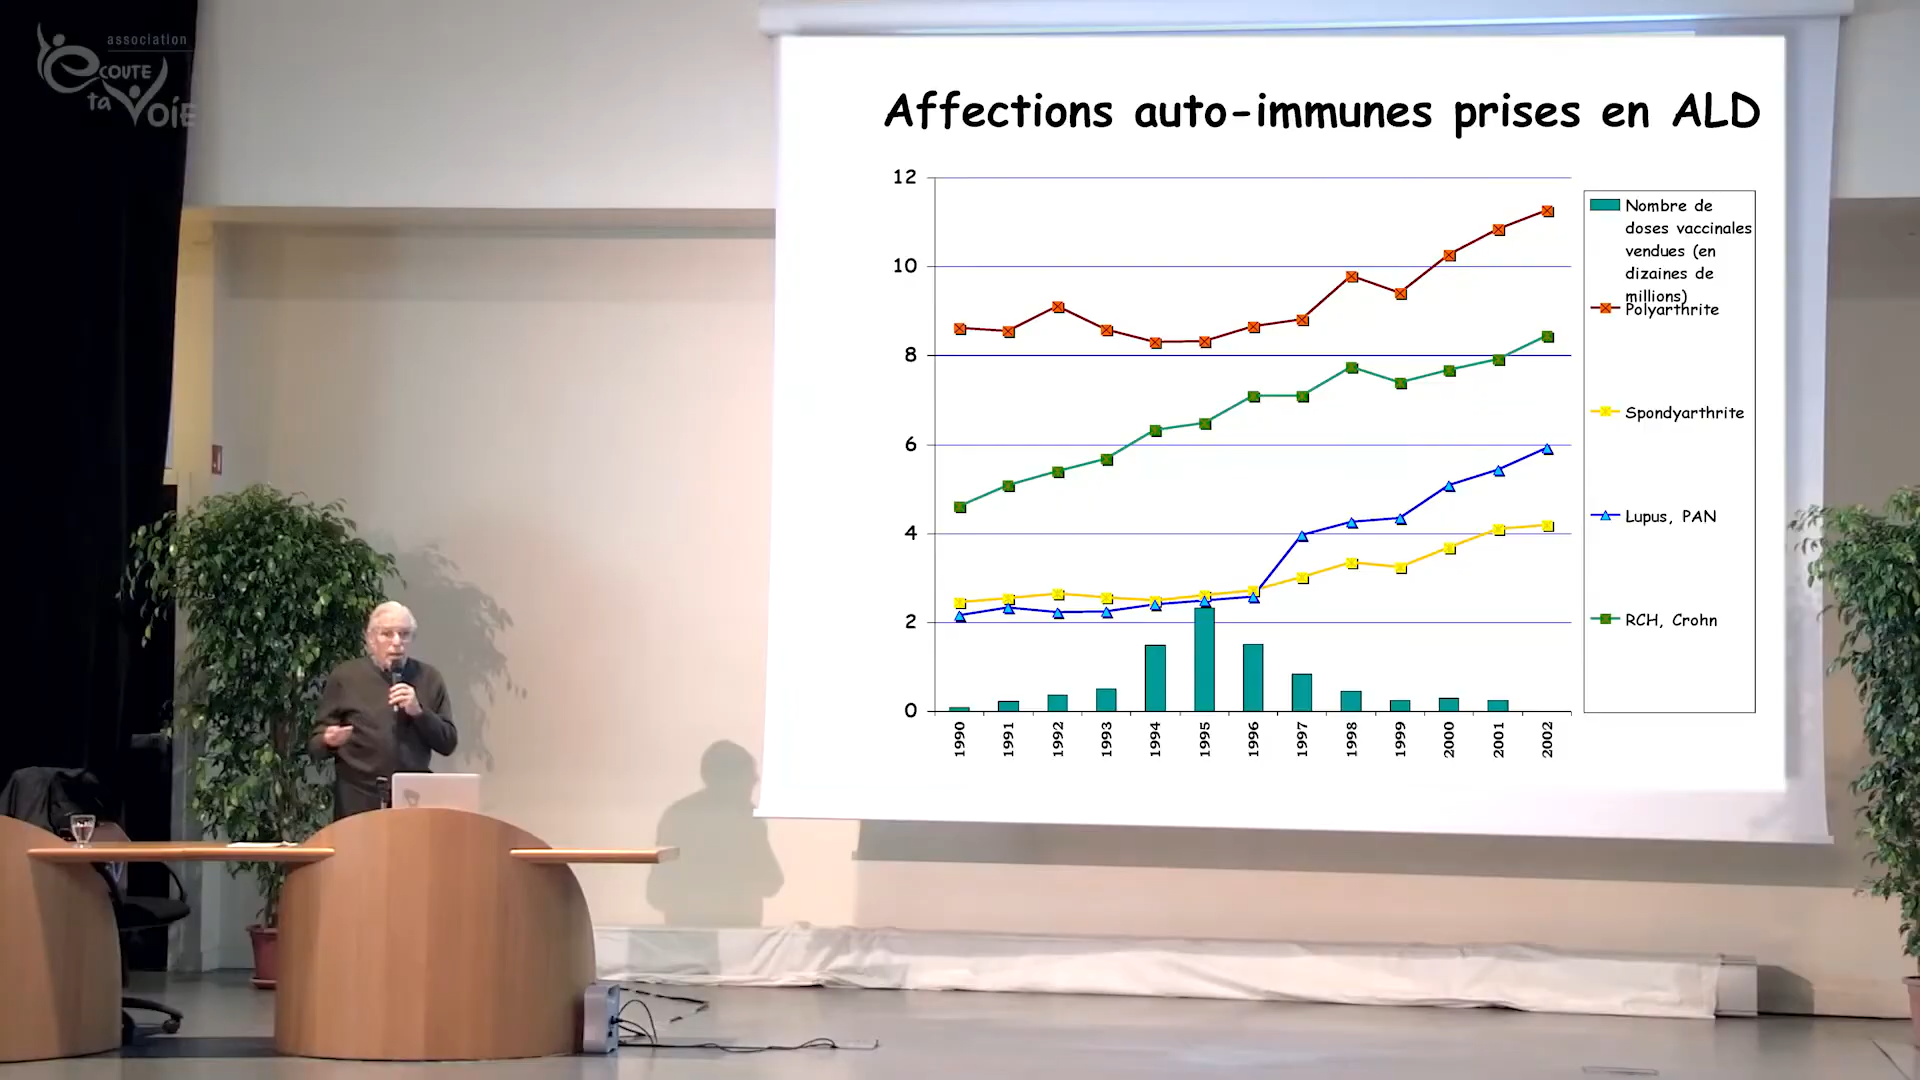 association
écoute
ta Voie
Affections auto-immunes prises en ALD
12
10
8
6
4
2
0
1990
1991
1992
1993
1994
1995
1996
1997
1998
1999
2000
2001
2002
Nombre de
doses vaccinales
vendues (en
dizaines de
millions)
Polyarthrite
Spondyarthrite
Lupus, PAN
RCH, Crohn